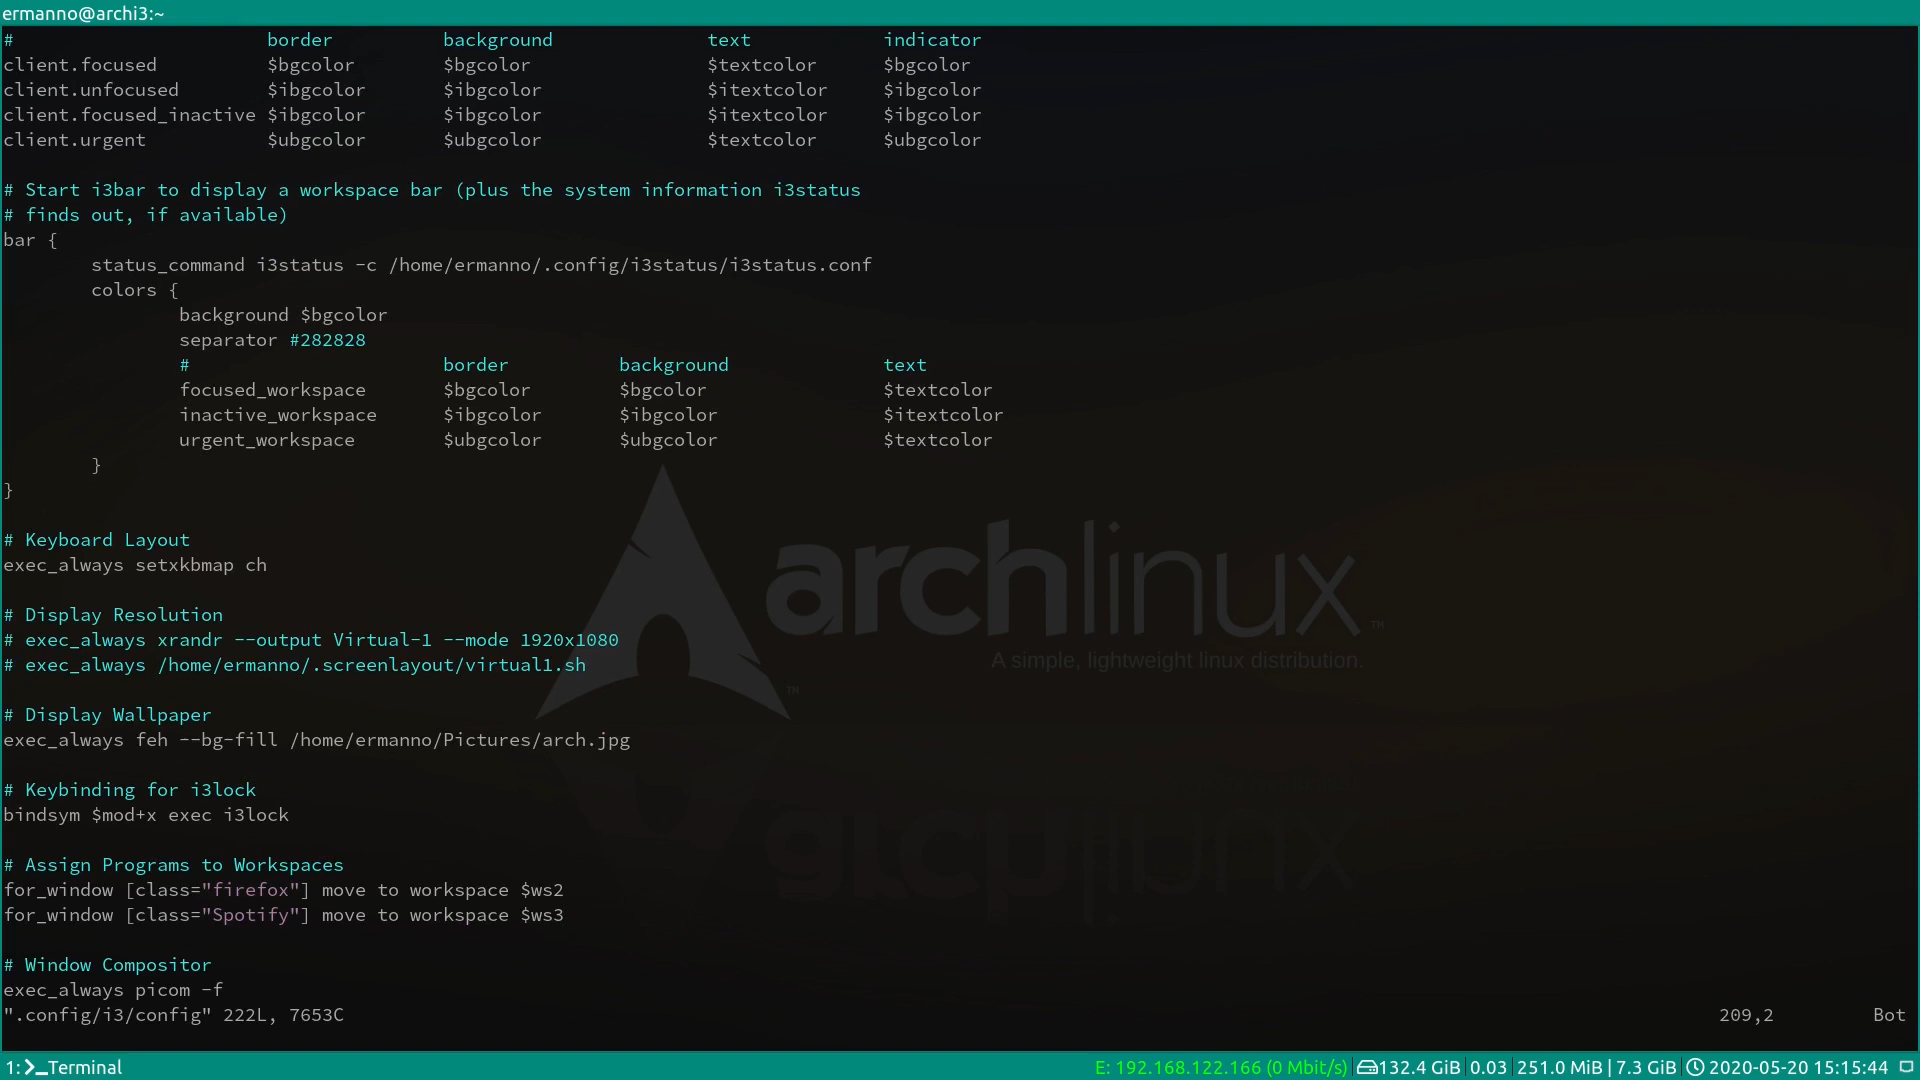 ermanno@archi3:~
# border background text indicator
client.focused $bgcolor $bgcolor $textcolor $bgcolor
client.unfocused $ibgcolor $ibgcolor $itextcolor $ibgcolor
client.focused_inactive $ibgcolor $ibgcolor $itextcolor $ibgcolor
client.urgent $ubgcolor $ubgcolor $textcolor $ubgcolor
# Start i3bar to display a workspace bar (plus the system information i3status
# finds out, if available)
bar {
status_command i3status -c /home/ermanno/.config/i3status/i3status.conf
colors {
background $bgcolor
separator #282828
# border background text
focused_workspace $bgcolor $bgcolor $textcolor
inactive_workspace $ibgcolor $ibgcolor $itextcolor
urgent_workspace $ubgcolor $ubgcolor $textcolor
}
}
# Keyboard Layout
exec_always setxkbmap ch
# Display Resolution
# exec_always xrandr --output Virtual-1 --mode 1920x1080
# exec_always /home/ermanno/.screenlayout/virtual1.sh
# Display Wallpaper
exec_always feh --bg-fill /home/ermanno/Pictures/arch.jpg
# Keybinding for i3lock
bindsym $mod+x exec i3lock
# Assign Programs to Workspaces
for_window [class="firefox"] move to workspace $ws2
for_window [class="Spotify"] move to workspace $ws3
# Window Compositor
exec_always picom -f
".config/i3/config" 222L, 7653C 209,2 Bot
archlinux™
A simple, lightweight linux distribution.
™
1: Terminal E: 192.168.122.166 (0 Mbit/s) 132.4 GiB 0.03 251.0 MiB | 7.3 GiB 2020-05-20 15:15:44